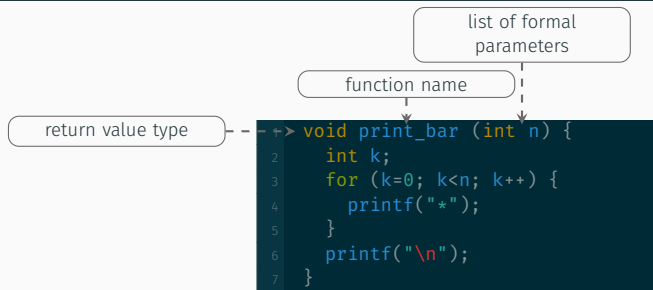 list of formal
parameters
function name
return value type
void print_bar (int n) {
2 int k;
3 for (k=0; k<n; k++) {
4 printf("*");
5 }
6 printf("\n");
7 }